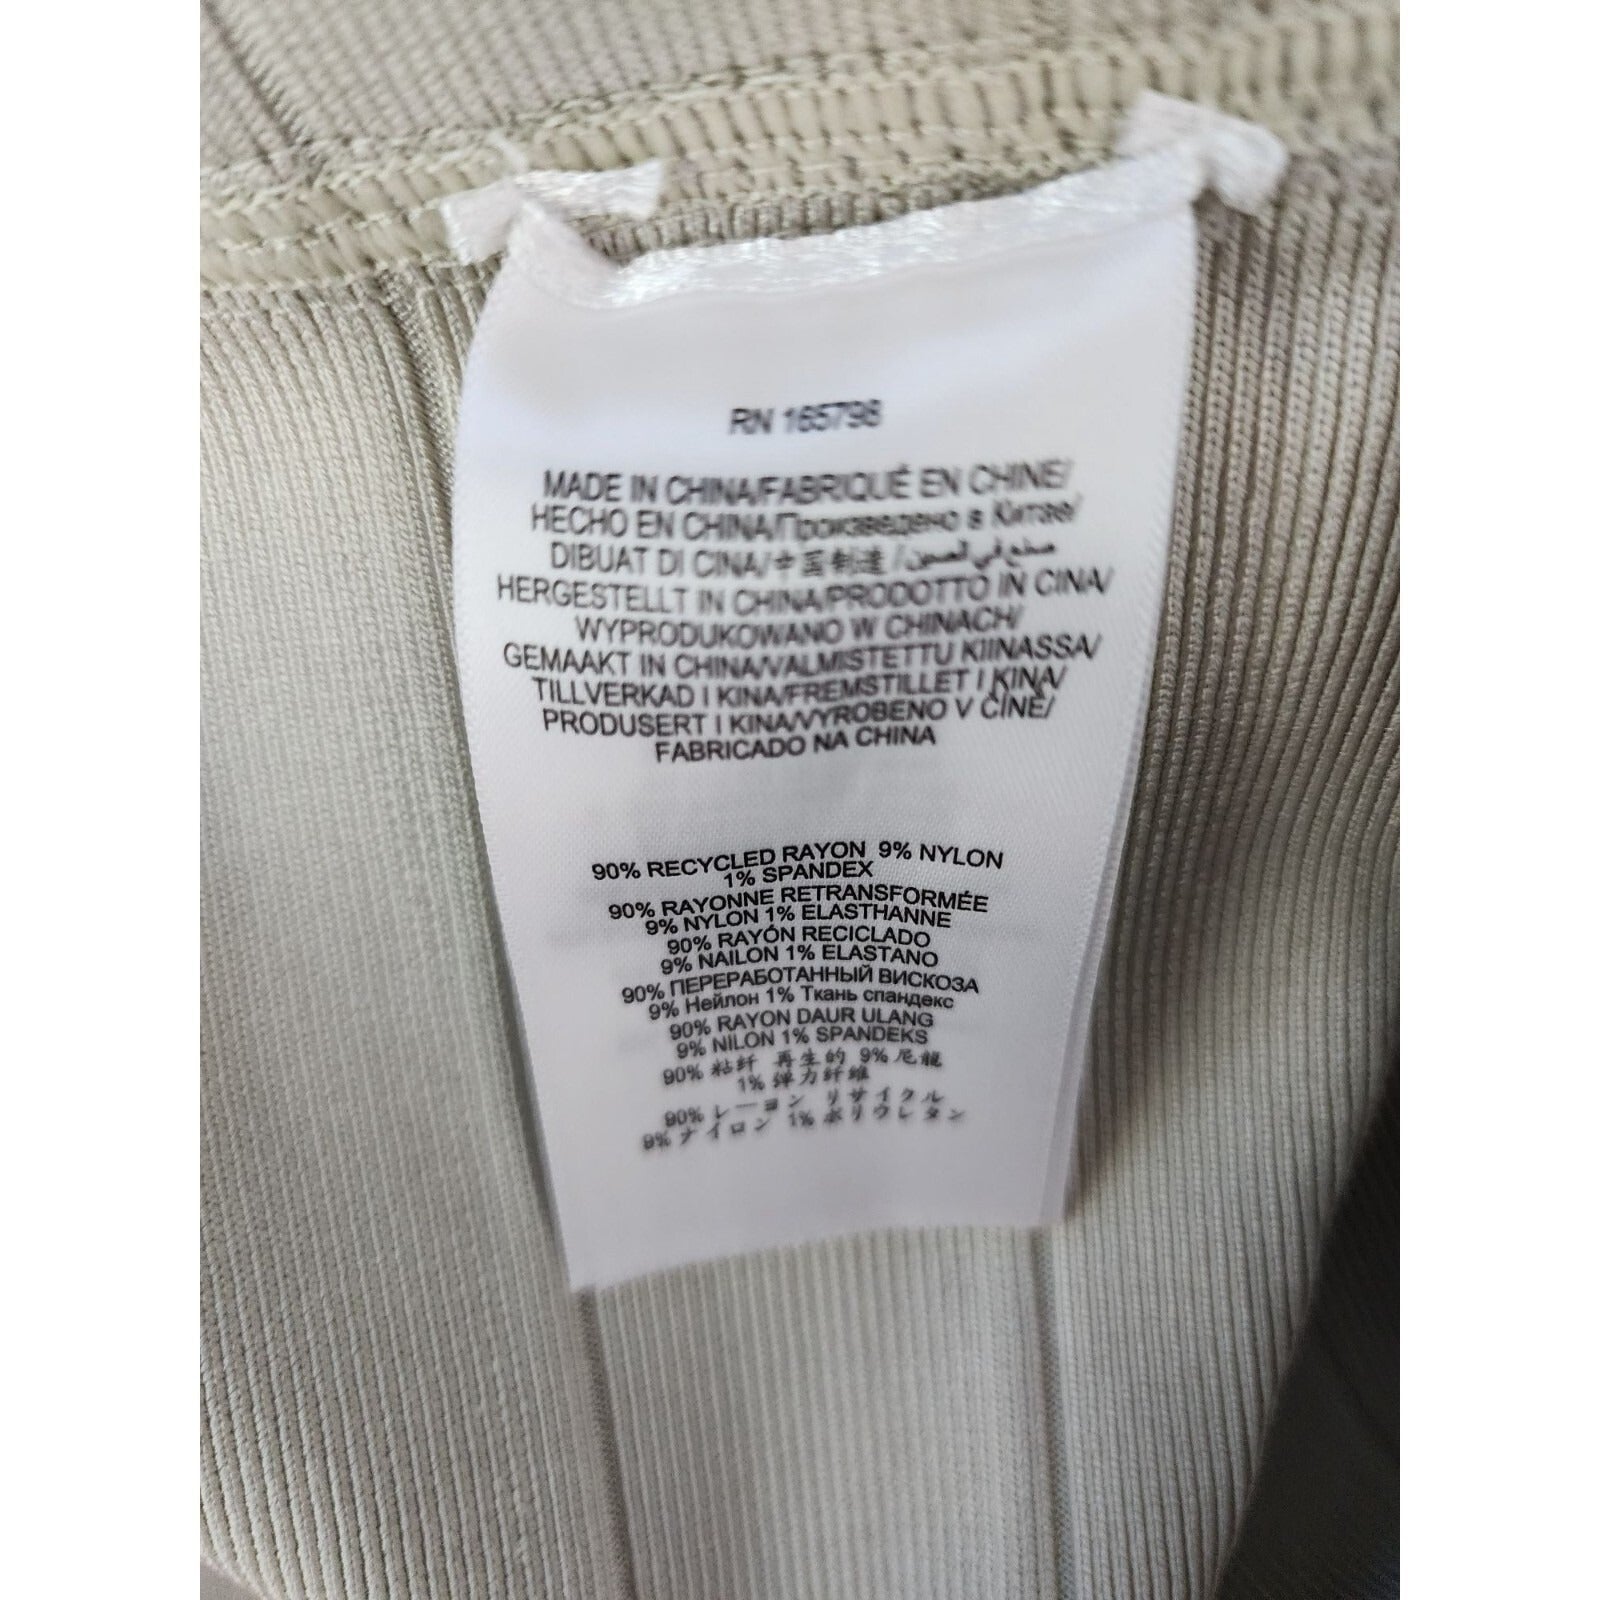 RN 165798
MADE IN CHINA/FABRIQUÉ EN CHINE/
HECHO EN CHINA/Произведено в Китае/
DIBUAT DI CINA/中国制造/صنع في الصين/
HERGESTELLT IN CHINA/PRODOTTO IN CINA/
WYPRODUKOWANO W CHINACH/
GEMAAKT IN CHINA/VALMISTETTU KIINASSA/
TILLVERKAD I KINA/FREMSTILLET I KINA/
PRODUSERT I KINA/VYROBENO V ČÍNĚ/
FABRICADO NA CHINA
90% RECYCLED RAYON 9% NYLON
1% SPANDEX
90% RAYONNE RETRANSFORMÉE
9% NYLON 1% ELASTHANNE
90% RAYÓN RECICLADO
9% NAILON 1% ELASTANO
90% ПЕРЕРАБОТАННЫЙ ВИСКОЗА
9% Нейлон 1% Ткань спандекс
90% RAYON DAUR ULANG
9% NILON 1% SPANDEKS
90% 粘纤 再生的 9% 尼龍
1% 弹力纤维
90% レーヨン リサイクル
9% ナイロン 1% ポリウレタン